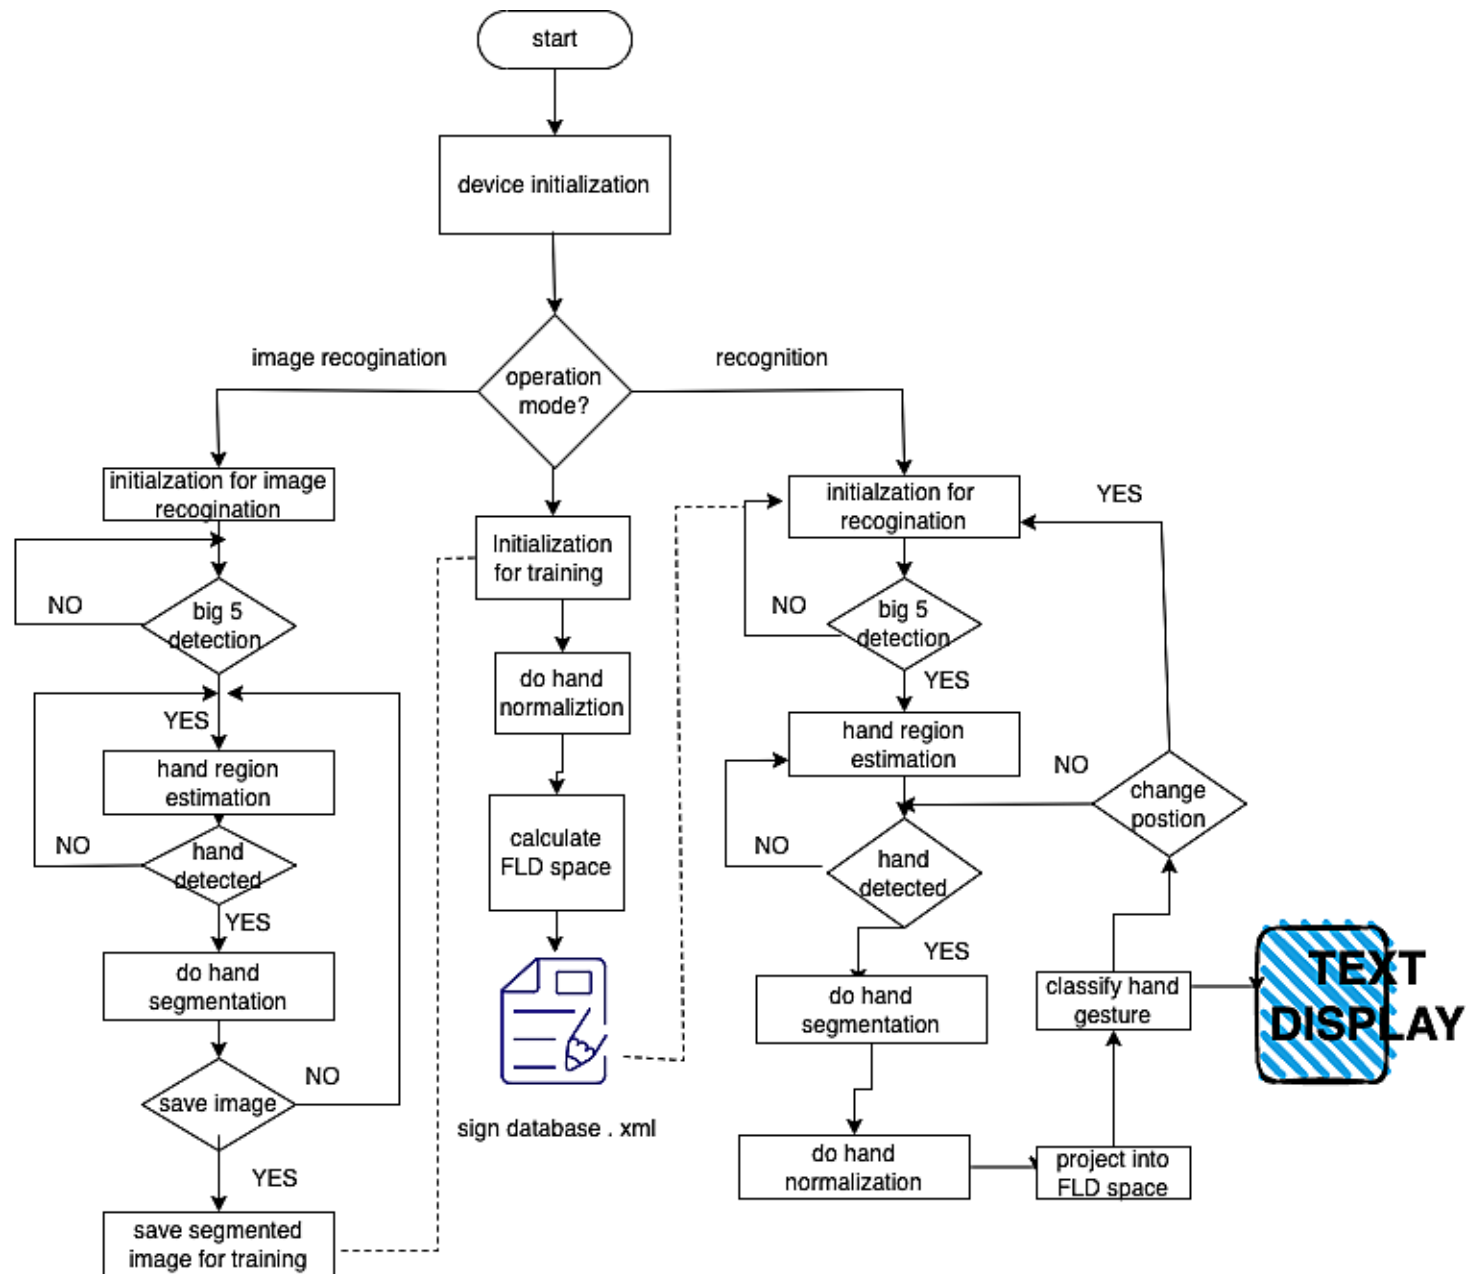 start
device initialization
image recogination
recognition
operation
mode?
initialzation for image
recogination
NO
big 5
detection
YES
hand region
estimation
NO
hand
detected
YES
do hand
segmentation
save image
NO
YES
save segmented
image for training
Initialization
for training
do hand
normaliztion
calculate
FLD space
sign database . xml
initialzation for
recogination
YES
NO
big 5
detection
YES
hand region
estimation
NO
change
postion
NO
hand
detected
YES
do hand
segmentation
do hand
normalization
project into
FLD space
classify hand
gesture
TEXT
DISPLAY